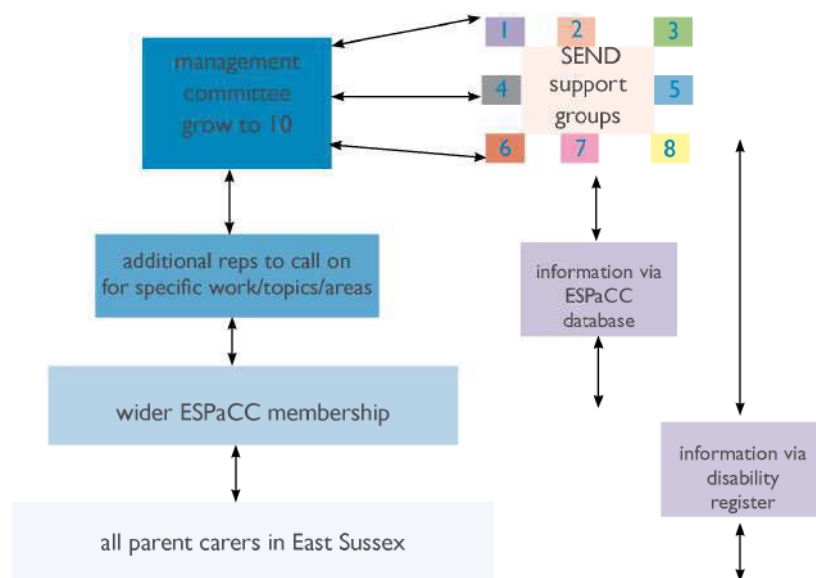 management
committee
grow to 10
1
2
3
SEND
support
groups
4
5
6
7
8
additional reps to call on
for specific work/topics/areas
information via
ESPaCC
database
wider ESPaCC membership
information via
disability
register
all parent carers in East Sussex